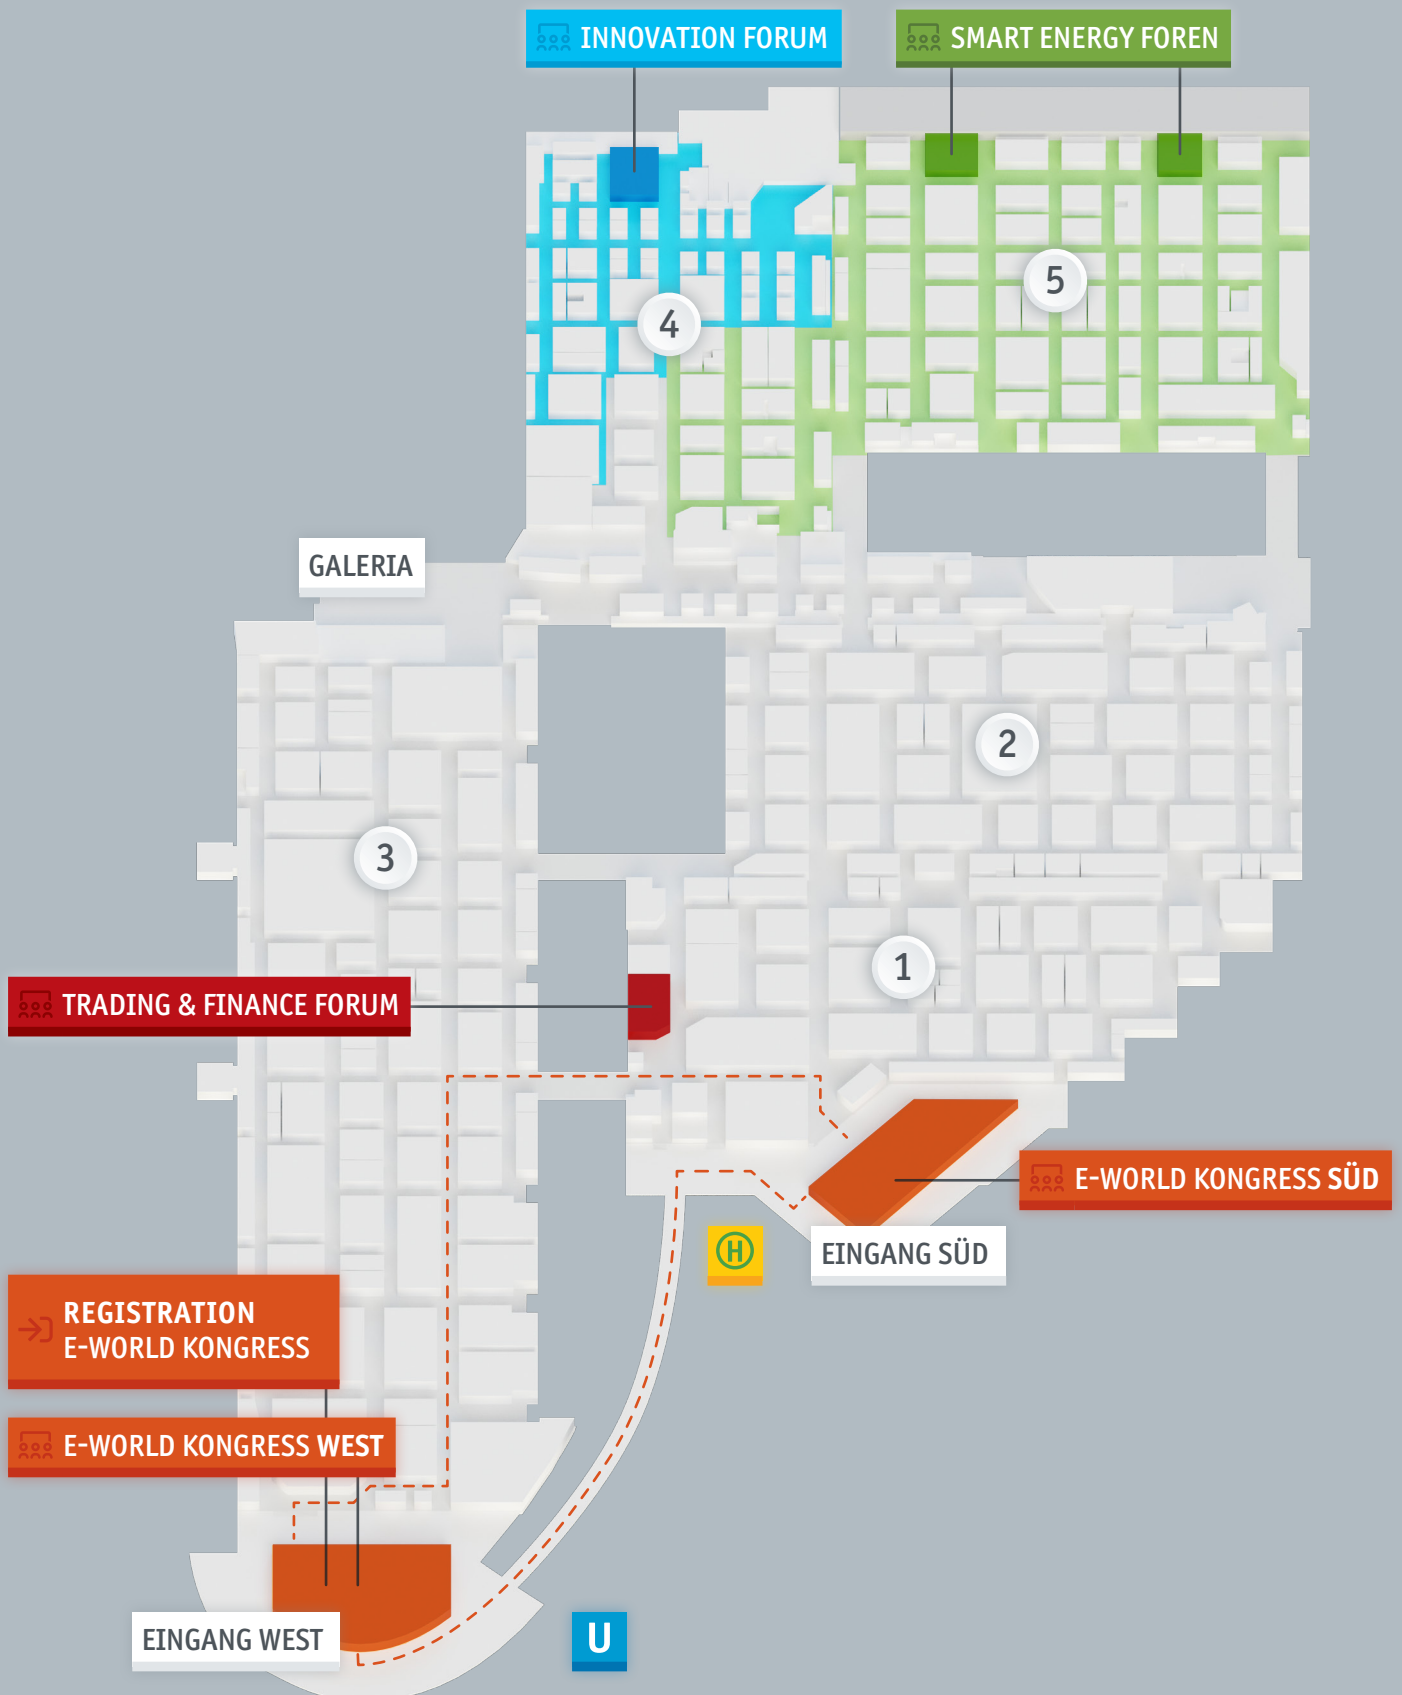 INNOVATION FORUM
SMART ENERGY FOREN
5
4
GALERIA
2
3
1
TRADING & FINANCE FORUM
E-WORLD KONGRESS SÜD
H
EINGANG SÜD
REGISTRATION
E-WORLD KONGRESS
E-WORLD KONGRESS WEST
EINGANG WEST
U